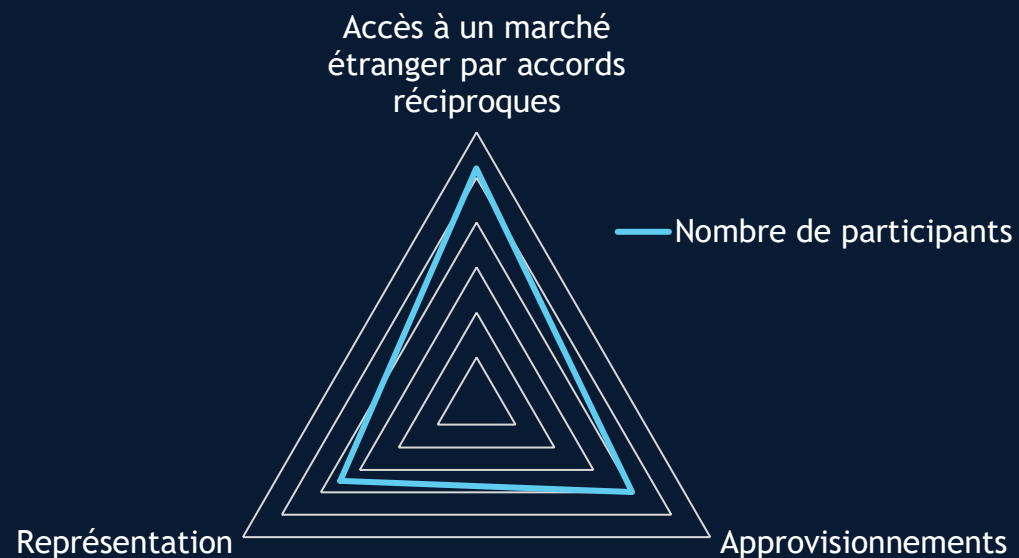 Accès à un marché
étranger par accords
réciproques
Nombre de participants
Représentation
Approvisionnements